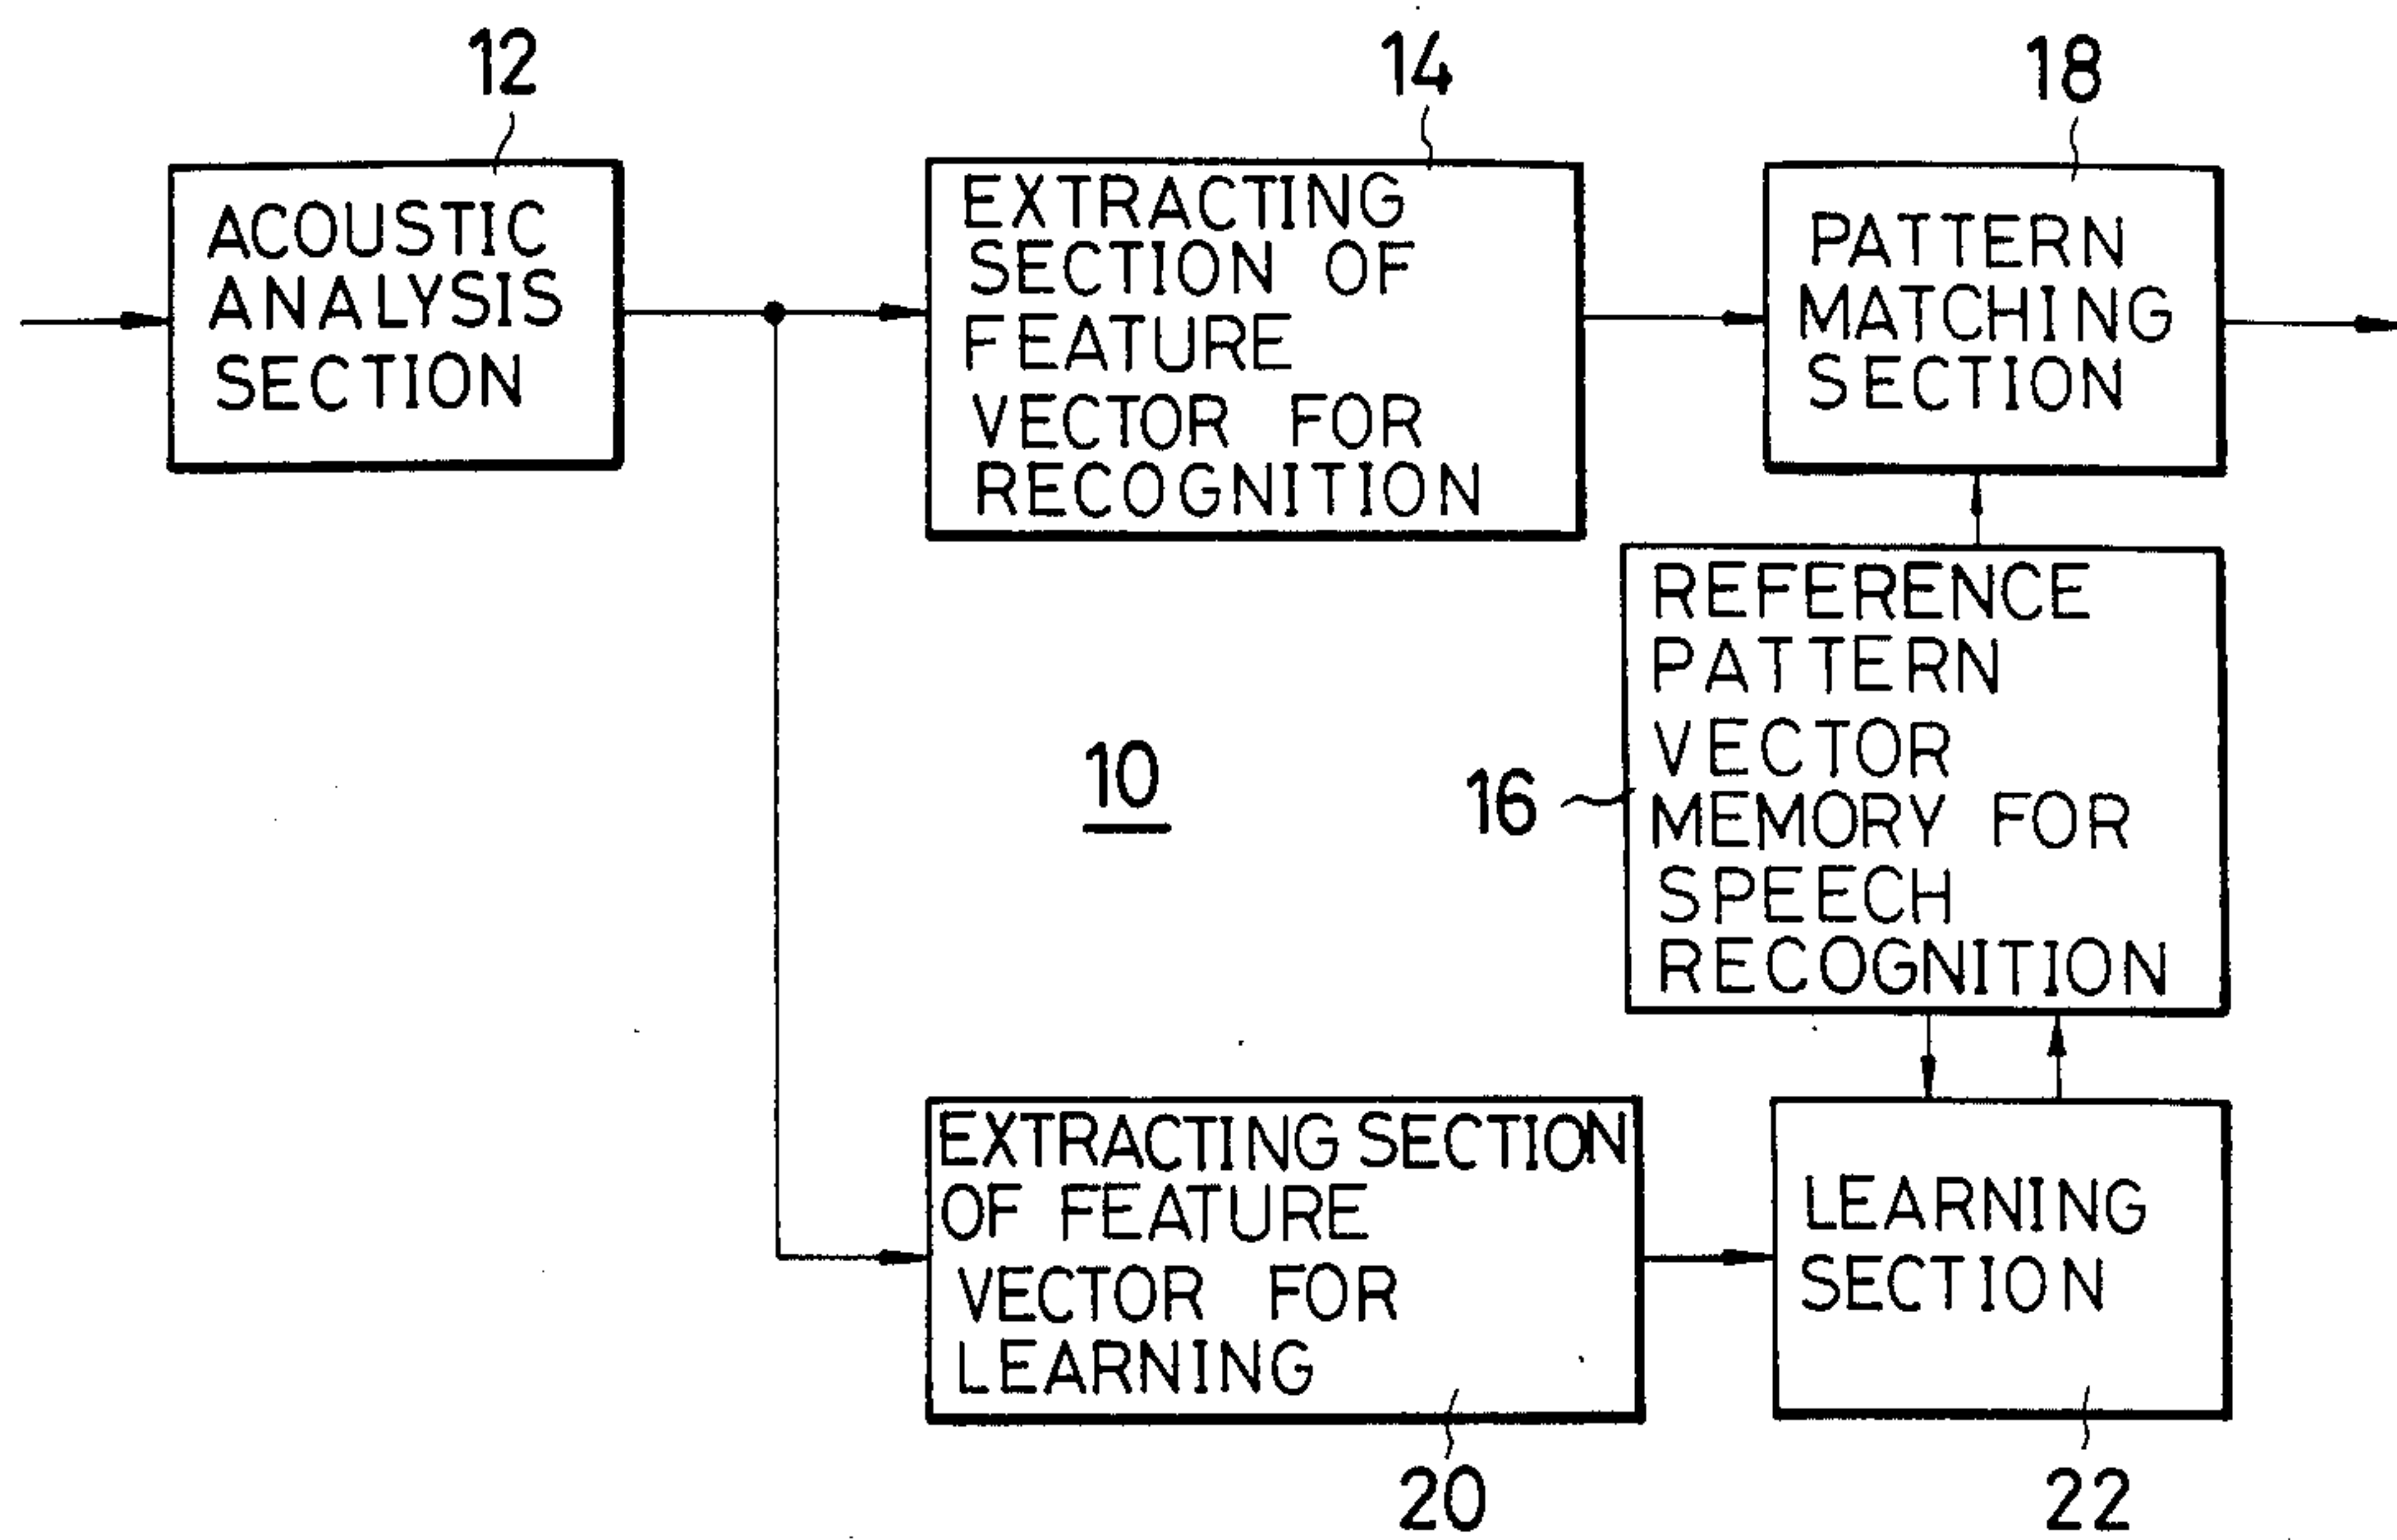 12
14
18
ACOUSTIC
ANALYSIS
SECTION
EXTRACTING
SECTION OF
FEATURE
VECTOR FOR
RECOGNITION
PATTERN
MATCHING
SECTION
10
16
REFERENCE
PATTERN
VECTOR
MEMORY FOR
SPEECH
RECOGNITION
EXTRACTING SECTION
OF FEATURE
VECTOR FOR
LEARNING
LEARNING
SECTION
20
22